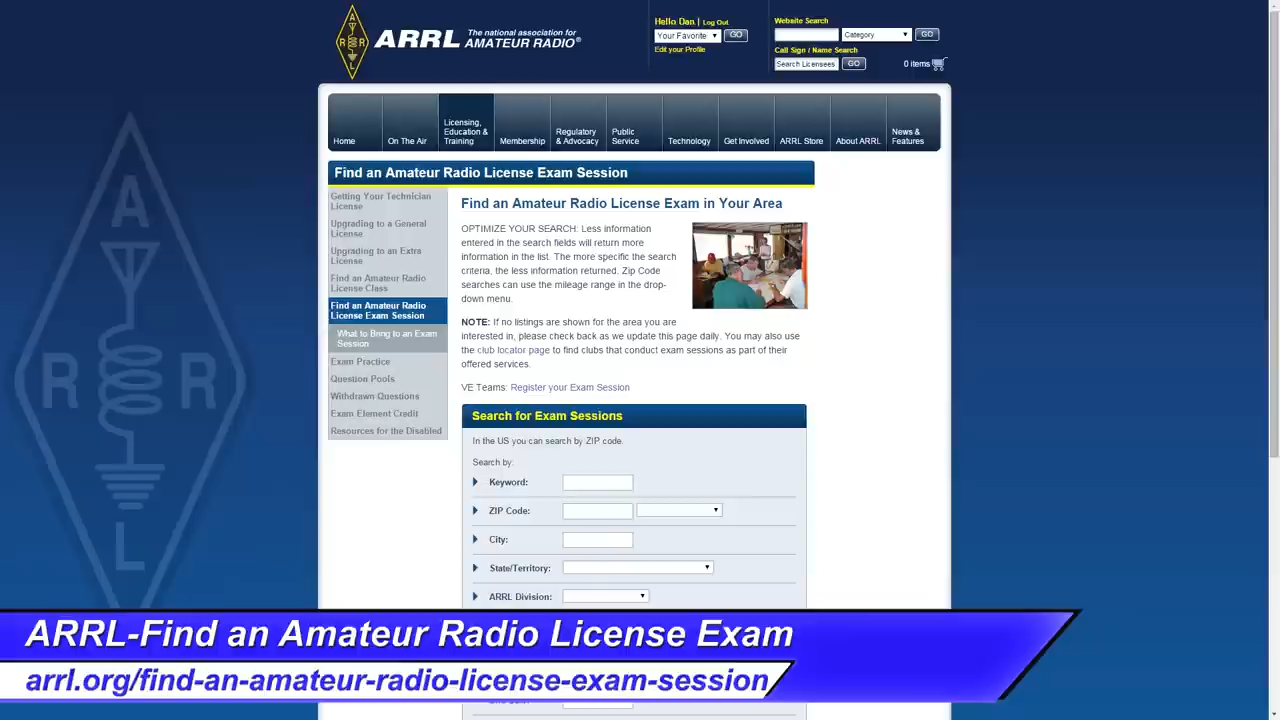 ARRL
The national association for
AMATEUR RADIO®
Hello Dan | Log Out
Your Favorite
GO
Edit your Profile
Website Search
Category
GO
Call Sign / Name Search
Search Licensees
GO
0 items
Home
On The Air
Licensing,
Education &
Training
Membership
Regulatory
& Advocacy
Public
Service
Technology
Get Involved
ARRL Store
About ARRL
News &
Features
Find an Amateur Radio License Exam Session
Getting Your Technician
License
Upgrading to a General
License
Upgrading to an Extra
License
Find an Amateur Radio
License Class
Find an Amateur Radio
License Exam Session
What to Bring to an Exam
Session
Exam Practice
Question Pools
Withdrawn Questions
Exam Element Credit
Resources for the Disabled
Find an Amateur Radio License Exam in Your Area
OPTIMIZE YOUR SEARCH: Less information
entered in the search fields will return more
information in the list. The more specific the search
criteria, the less information returned. Zip Code
searches can use the mileage range in the drop-
down menu.
NOTE: If no listings are shown for the area you are
interested in, please check back as we update this page daily. You may also use
the club locator page to find clubs that conduct exam sessions as part of their
offered services.
VE Teams: Register your Exam Session
Search for Exam Sessions
In the US you can search by ZIP code.
Search by:
Keyword:
ZIP Code:
City:
State/Territory:
ARRL Division:
A R R L
ARRL-Find an Amateur Radio License Exam
arrl.org/find-an-amateur-radio-license-exam-session